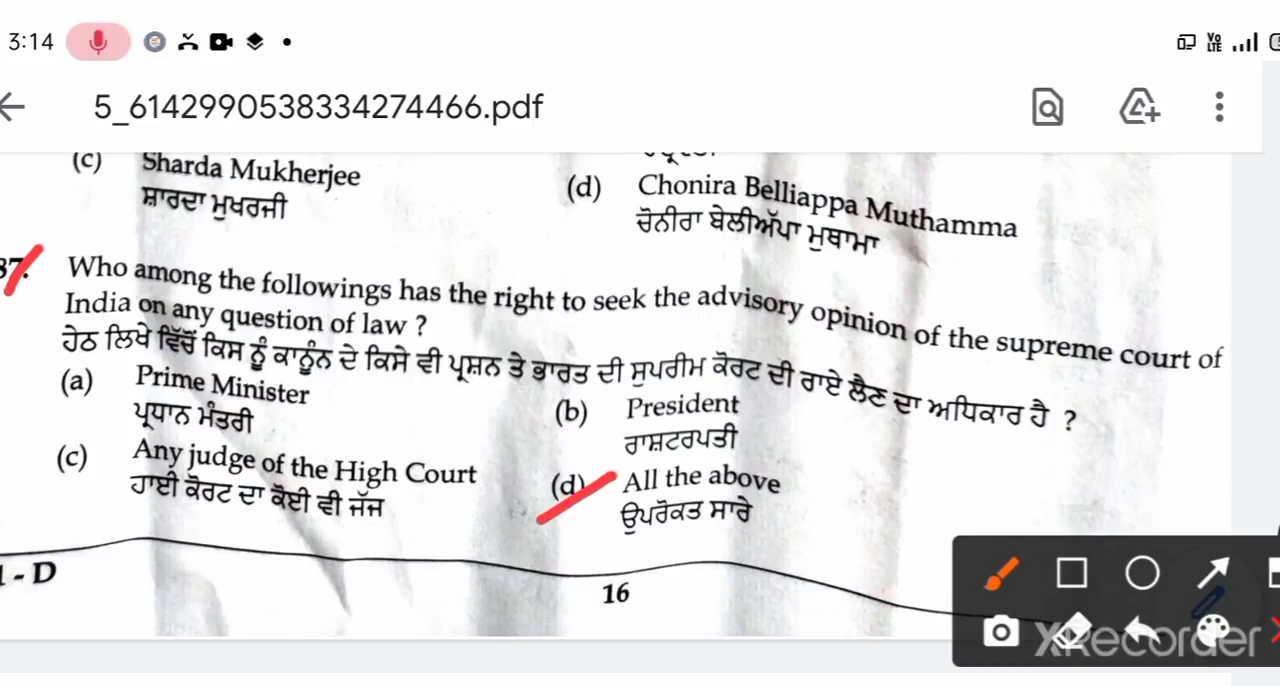 3:14
Vo
LTE
5_6142990538334274466.pdf
(c) Sharda Mukherjee
ਸ਼ਾਰਦਾ ਮੁਖਰਜੀ
(d) Chonira Belliappa Muthamma
ਚੋਨੀਰਾ ਬੇਲੀਅੱਪਾ ਮੁਥਾਮਾ
37. Who among the followings has the right to seek the advisory opinion of the supreme court of
India on any question of law ?
ਹੇਠ ਲਿਖੇ ਵਿੱਚੋਂ ਕਿਸ ਨੂੰ ਕਾਨੂੰਨ ਦੇ ਕਿਸੇ ਵੀ ਪ੍ਰਸ਼ਨ ਤੇ ਭਾਰਤ ਦੀ ਸੁਪਰੀਮ ਕੋਰਟ ਦੀ ਰਾਏ ਲੈਣ ਦਾ ਅਧਿਕਾਰ ਹੈ ?
(a) Prime Minister
ਪ੍ਰਧਾਨ ਮੰਤਰੀ
(b) President
ਰਾਸ਼ਟਰਪਤੀ
(c) Any judge of the High Court
ਹਾਈ ਕੋਰਟ ਦਾ ਕੋਈ ਵੀ ਜੱਜ
(d) All the above
ਉਪਰੋਕਤ ਸਾਰੇ
- D
16
XRecorder